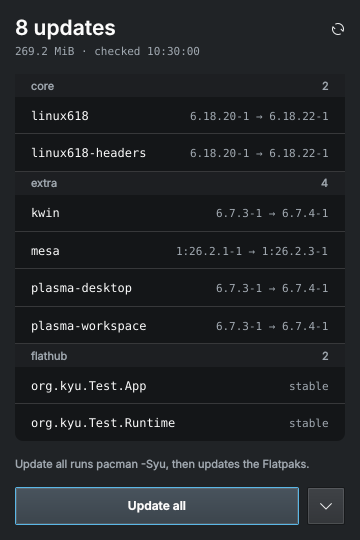 8 updates
269.2 MiB · checked 10:30:00
core 2
linux618 6.18.20-1 → 6.18.22-1
linux618-headers 6.18.20-1 → 6.18.22-1
extra 4
kwin 6.7.3-1 → 6.7.4-1
mesa 1:26.2.1-1 → 1:26.2.3-1
plasma-desktop 6.7.3-1 → 6.7.4-1
plasma-workspace 6.7.3-1 → 6.7.4-1
flathub 2
org.kyu.Test.App stable
org.kyu.Test.Runtime stable
Update all runs pacman -Syu, then updates the Flatpaks.
Update all